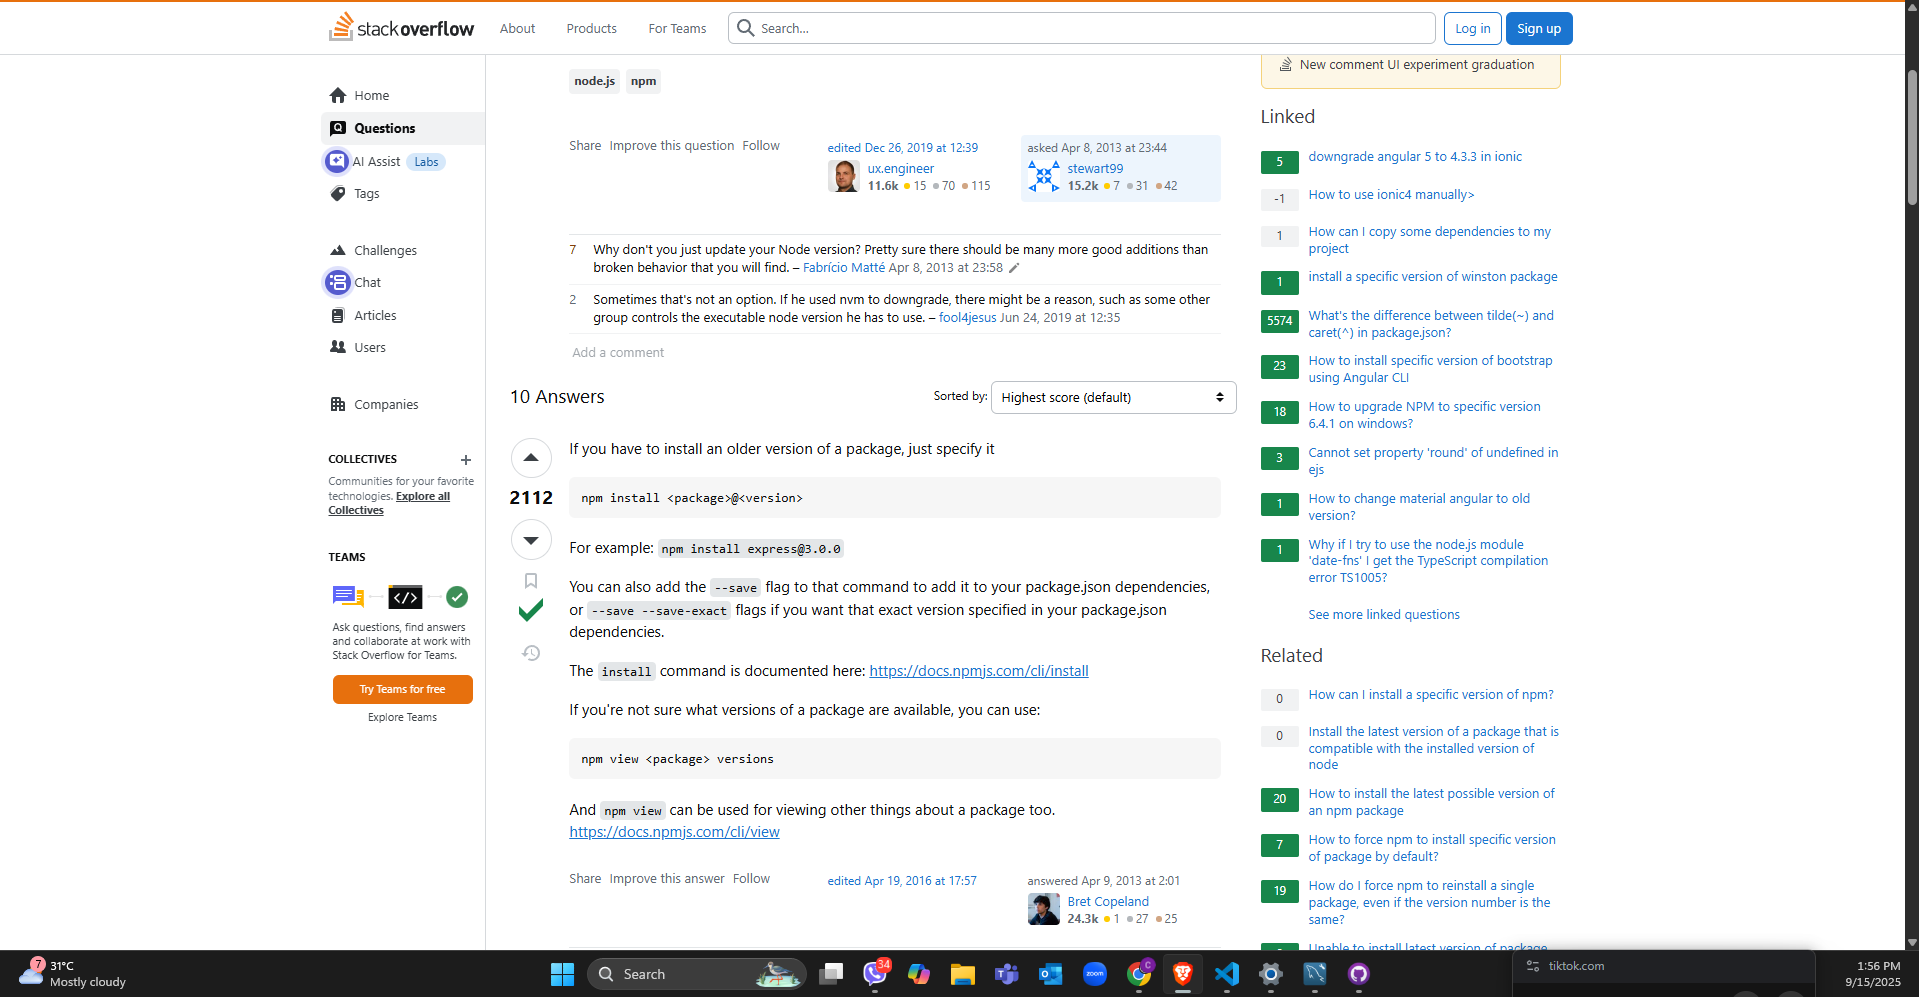 stackoverflow
About
Products
For Teams
Search...
Log in
Sign up
Home
Questions
AI Assist Labs
Tags
Challenges
Chat
Articles
Users
Companies
COLLECTIVES
Communities for your favorite
technologies. Explore all
Collectives
TEAMS
Ask questions, find answers
and collaborate at work with
Stack Overflow for Teams.
Try Teams for free
Explore Teams
node.js npm
Share Improve this question Follow
edited Dec 26, 2019 at 12:39
ux.engineer
11.6k 15 70 115
asked Apr 8, 2013 at 23:44
stewart99
15.2k 7 31 42
7 Why don't you just update your Node version? Pretty sure there should be many more good additions than
broken behavior that you will find. – Fabrício Matté Apr 8, 2013 at 23:58
2 Sometimes that's not an option. If he used nvm to downgrade, there might be a reason, such as some other
group controls the executable node version he has to use. – fool4jesus Jun 24, 2019 at 12:35
Add a comment
10 Answers
Sorted by: Highest score (default)
2112
If you have to install an older version of a package, just specify it
npm install <package>@<version>
For example: npm install express@3.0.0
You can also add the --save flag to that command to add it to your package.json dependencies,
or --save --save-exact flags if you want that exact version specified in your package.json
dependencies.
The install command is documented here: https://docs.npmjs.com/cli/install
If you're not sure what versions of a package are available, you can use:
npm view <package> versions
And npm view can be used for viewing other things about a package too.
https://docs.npmjs.com/cli/view
Share Improve this answer Follow
edited Apr 19, 2016 at 17:57
answered Apr 9, 2013 at 2:01
Bret Copeland
24.3k 1 27 25
New comment UI experiment graduation
Linked
5 downgrade angular 5 to 4.3.3 in ionic
-1 How to use ionic4 manually>
1 How can I copy some dependencies to my
project
1 install a specific version of winston package
5574 What's the difference between tilde(~) and
caret(^) in package.json?
23 How to install specific version of bootstrap
using Angular CLI
18 How to upgrade NPM to specific version
6.4.1 on windows?
3 Cannot set property 'round' of undefined in
ejs
1 How to change material angular to old
version?
1 Why if I try to use the node.js module
'date-fns' I get the TypeScript compilation
error TS1005?
See more linked questions
Related
0 How can I install a specific version of npm?
0 Install the latest version of a package that is
compatible with the installed version of
node
20 How to install the latest possible version of
an npm package
7 How to force npm to install specific version
of package by default?
19 How do I force npm to reinstall a single
package, even if the version number is the
same?
Unable to install latest version of package
7
31°C
Mostly cloudy
Search
34
zoom
C
tiktok.com
1:56 PM
9/15/2025